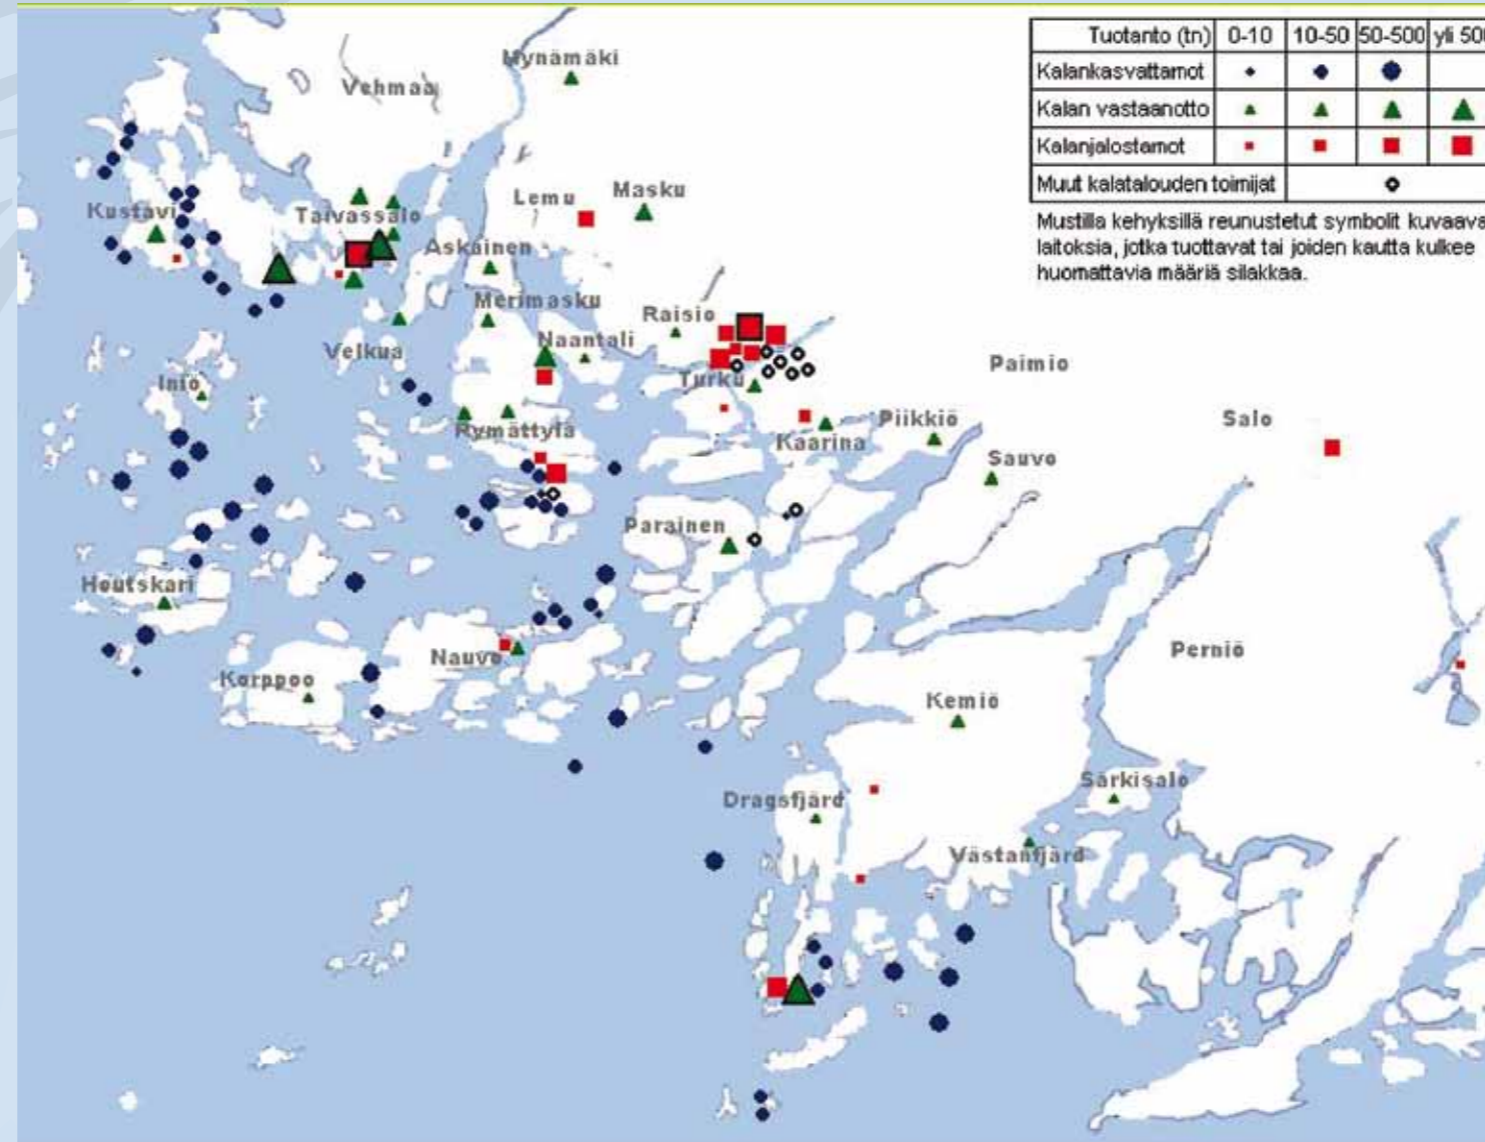 Tuotanto (tn) 0-10 10-50 50-500 yli 500
Kalankasvattamot
Kalan vastaanotto
Kalanjalostamot
Muut kalatalouden toimijat
Mustilla kehyksillä reunustetut symbolit kuvaava
laitoksia, jotka tuottavat tai joiden kautta kulkee
huomattavia määriä silakkaa.
Mynämäki
Vehmaa
Lemu
Masku
Kustavi
Taivassalo
Askainen
Merimasku
Raisio
Naantali
Velkua
Paimio
Iniö
Turku
Rymättylä
Kaarina
Piikkiö
Salo
Sauvo
Parainen
Houtskari
Nauvo
Korppoo
Perniö
Kemiö
Särkisalo
Dragsfjärd
Västanfjärd